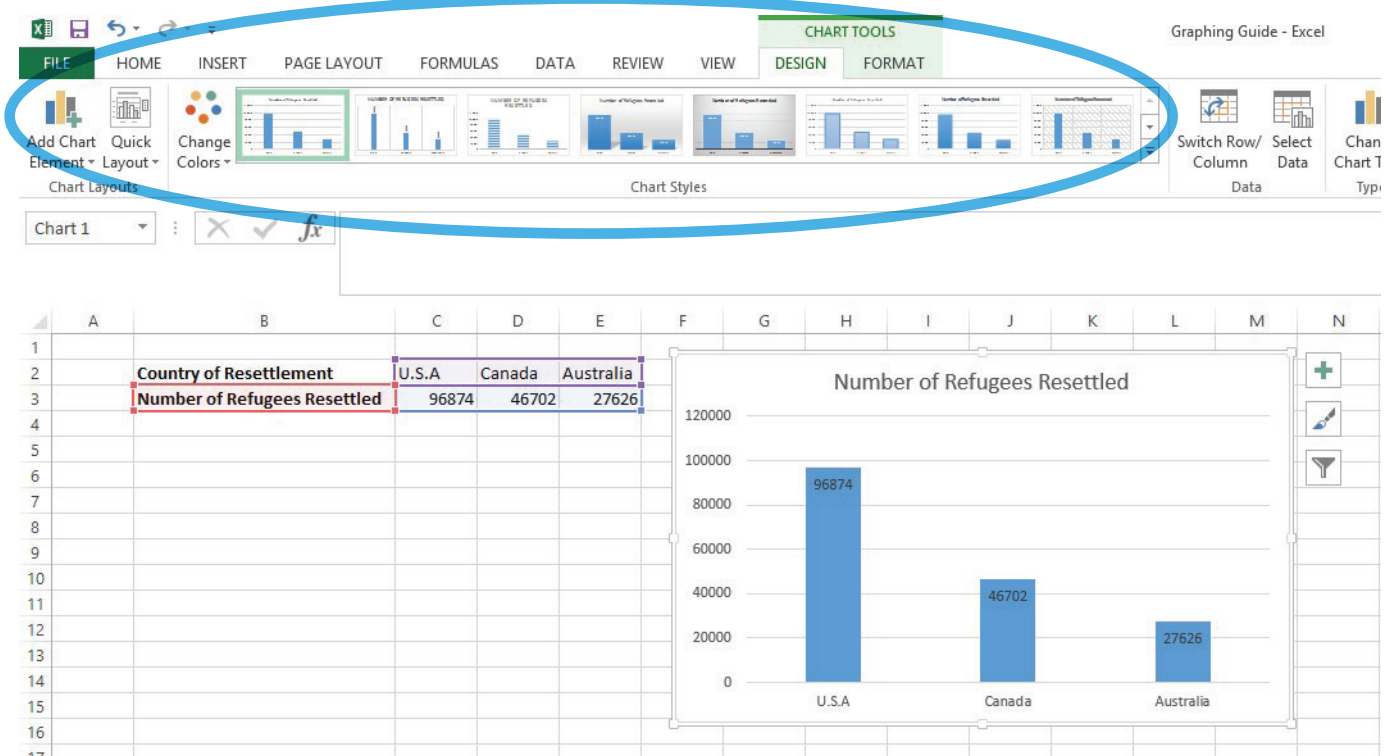 CHART TOOLS
Graphing Guide - Excel
FILE HOME INSERT PAGE LAYOUT FORMULAS DATA REVIEW VIEW DESIGN FORMAT
Add Chart Element
Quick Layout
Change Colors
Switch Row/ Column
Select Data
Chart Layouts
Chart Styles
Data
Chart 1
fx
A B C D E F G H I J K L M N
1
2 Country of Resettlement U.S.A Canada Australia
3 Number of Refugees Resettled 96874 46702 27626
4
5
6
7
8
9
10
11
12
13
14
15
16
Number of Refugees Resettled
120000
100000
80000
60000
40000
20000
0
96874
46702
27626
U.S.A Canada Australia